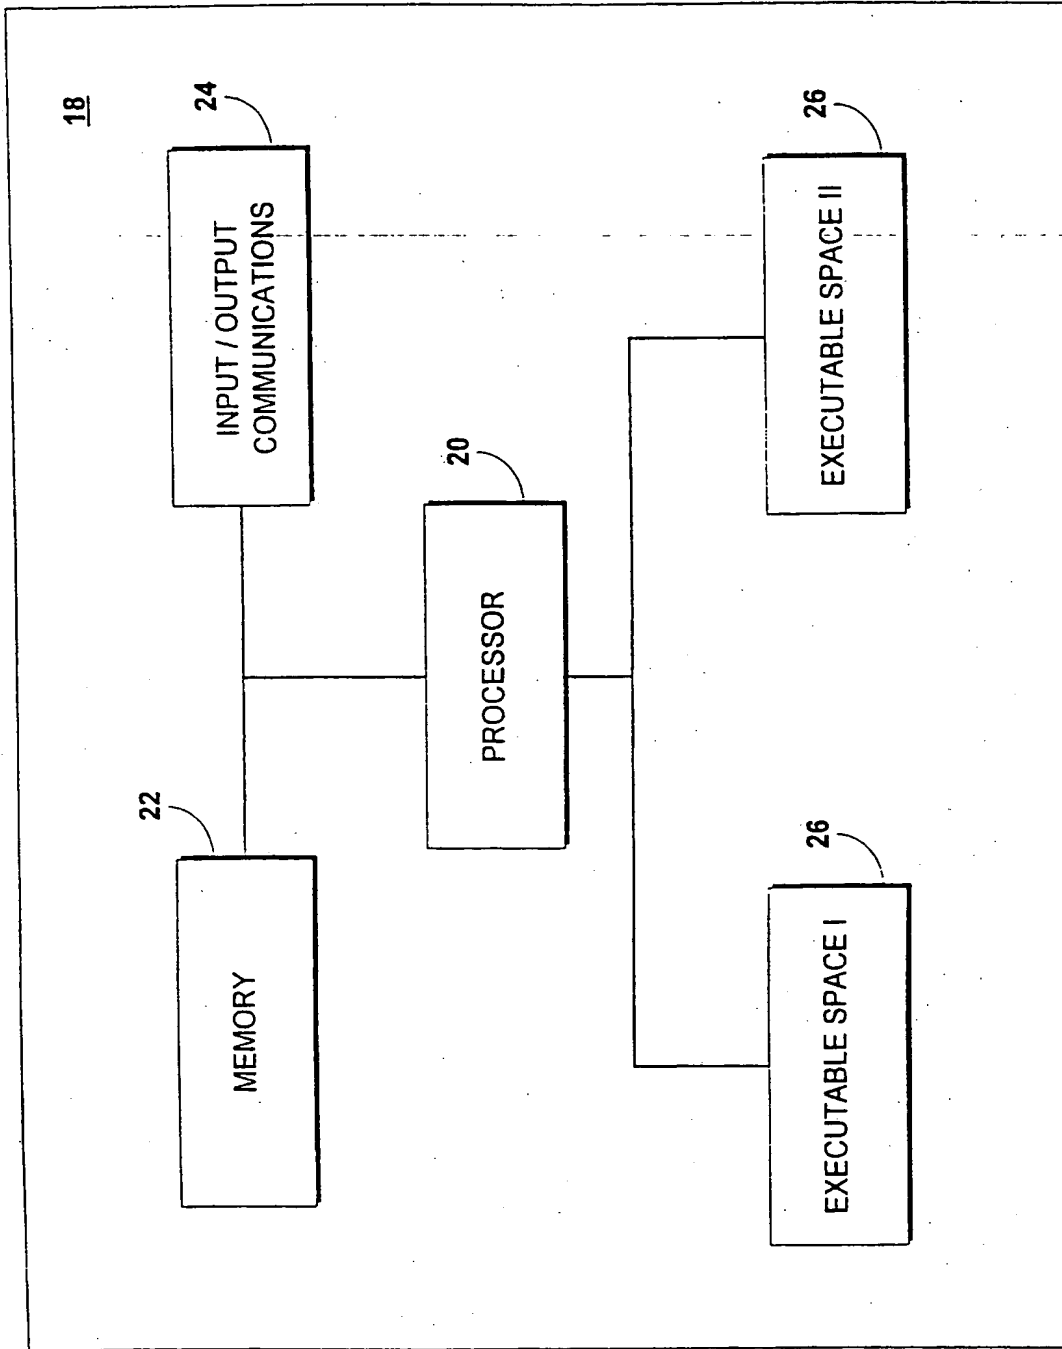 18
MEMORY
22
INPUT / OUTPUT
COMMUNICATIONS
24
PROCESSOR
20
EXECUTABLE SPACE I
26
EXECUTABLE SPACE II
26